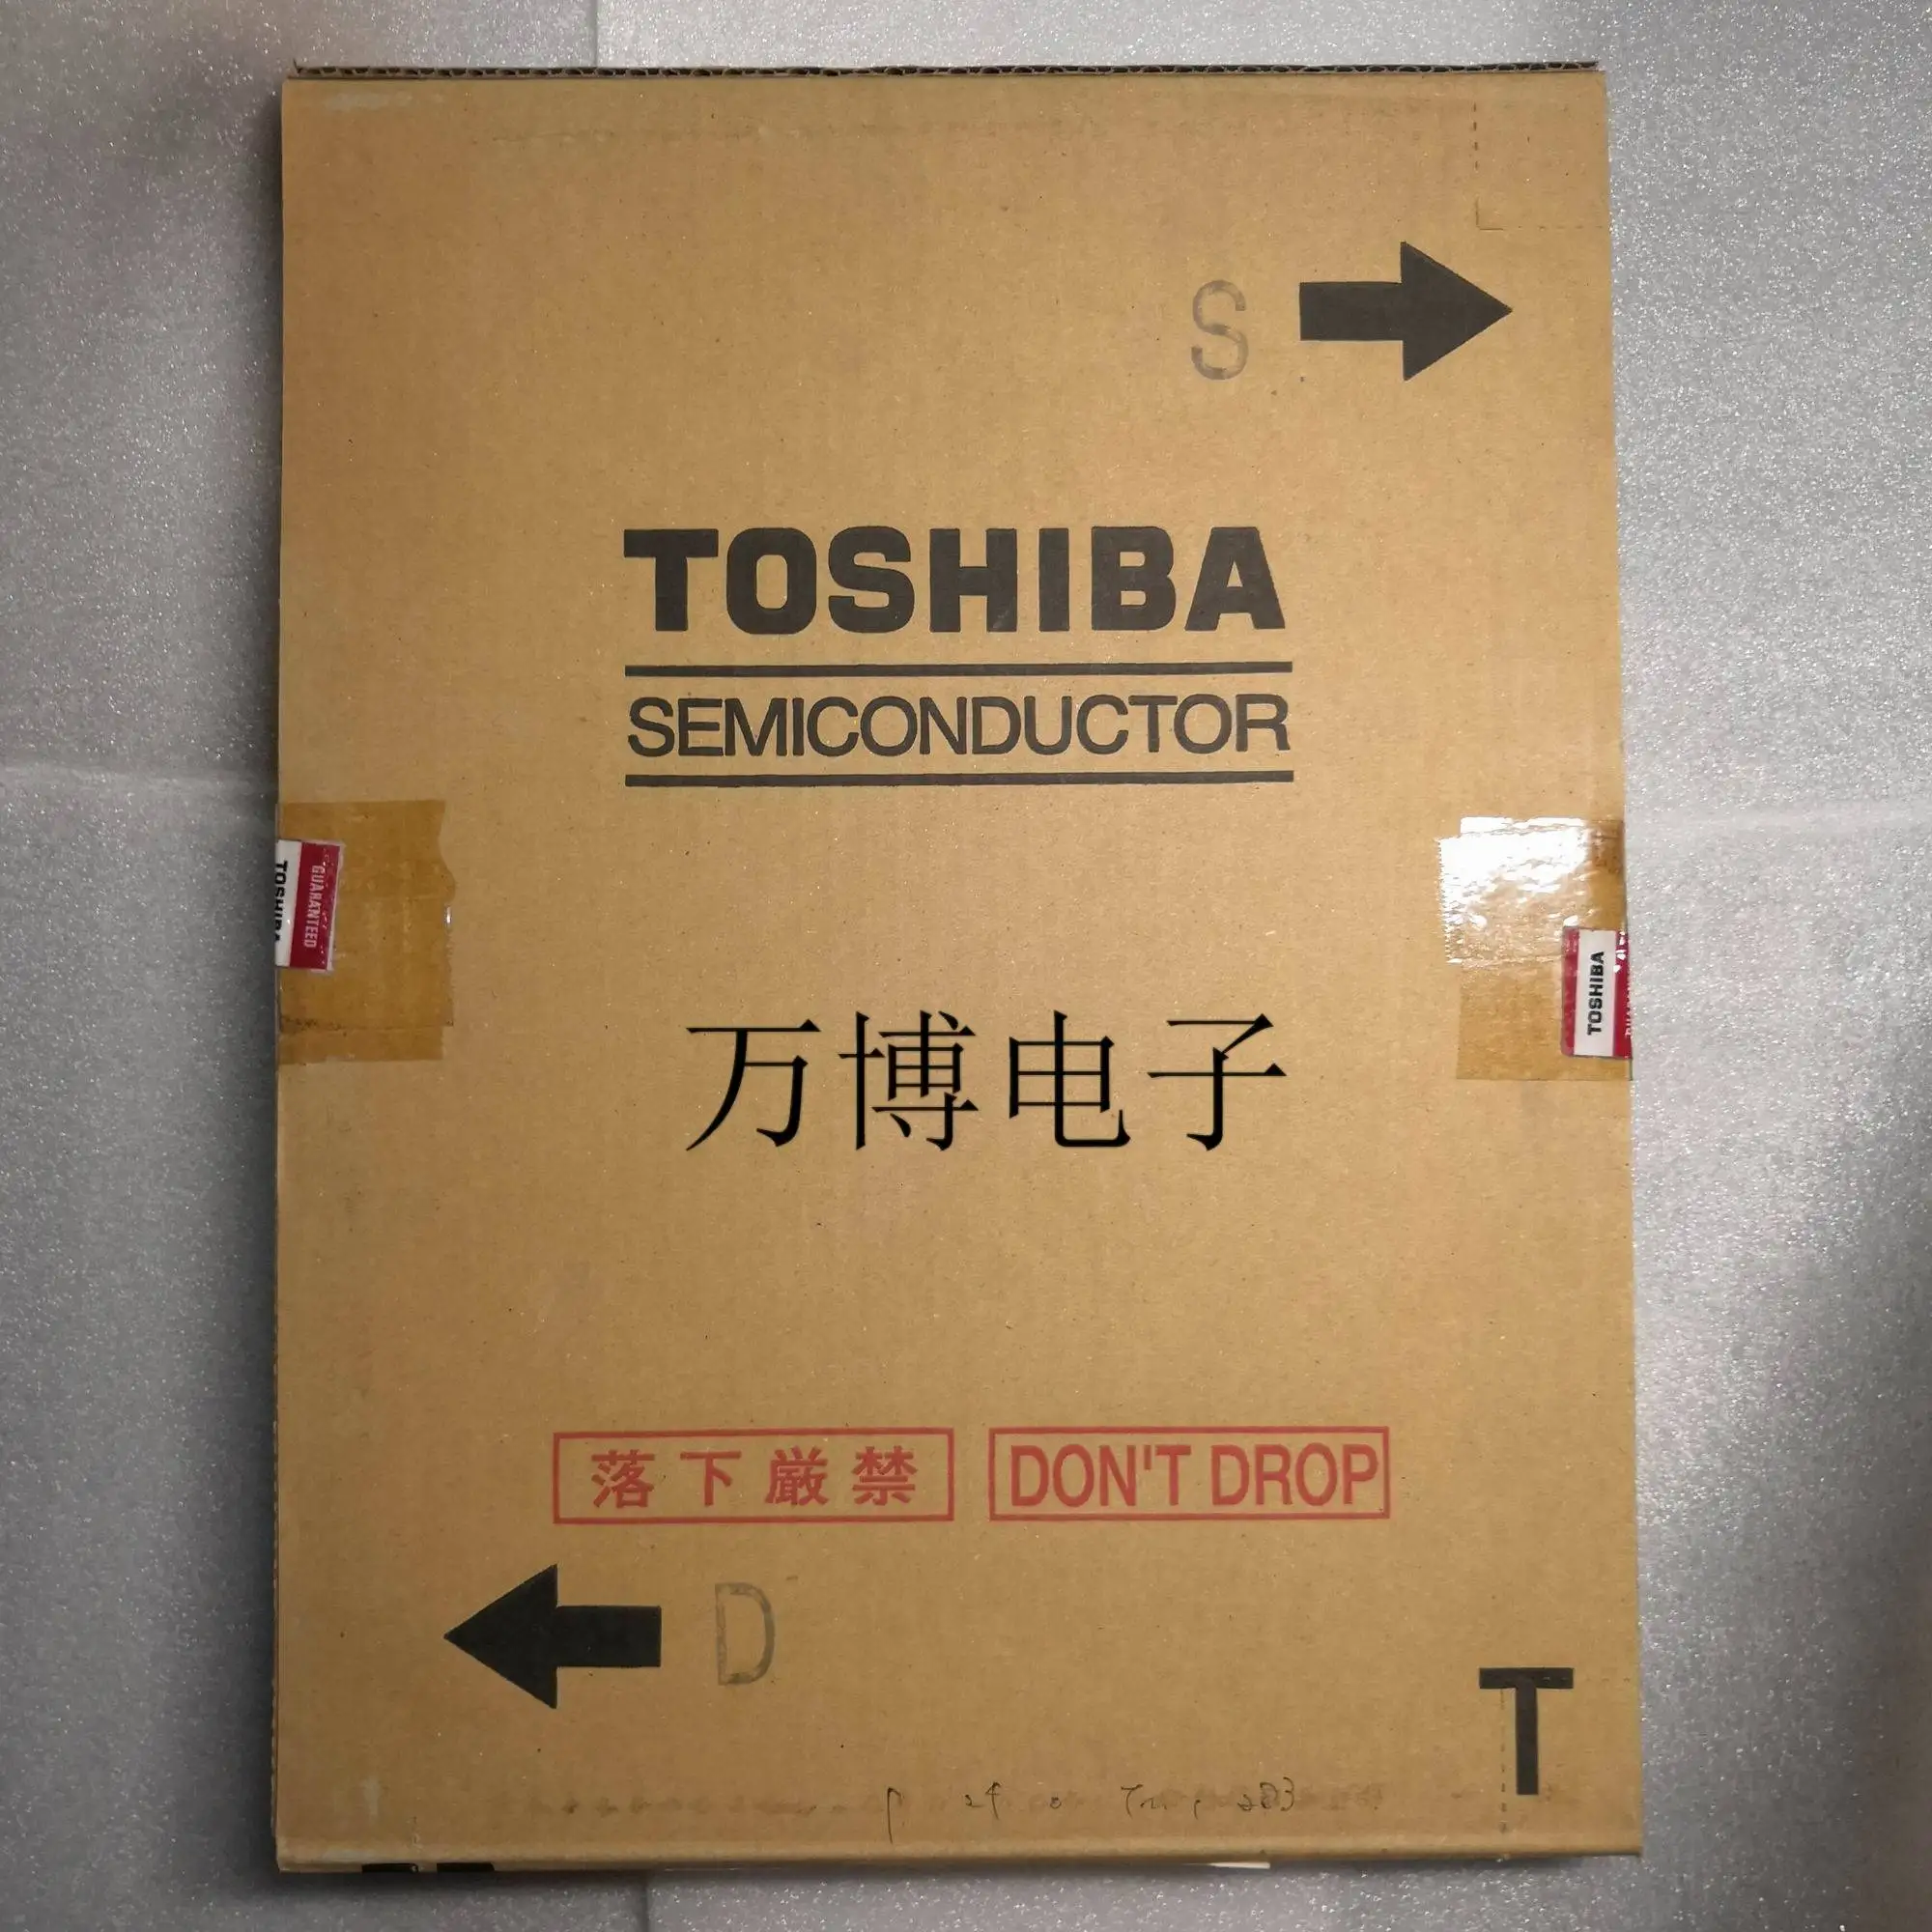 S
TOSHIBA
SEMICONDUCTOR
GUARANTEED
TOSHIBA
TOSHIBA
万博电子
落下厳禁
DON'T DROP
D
T